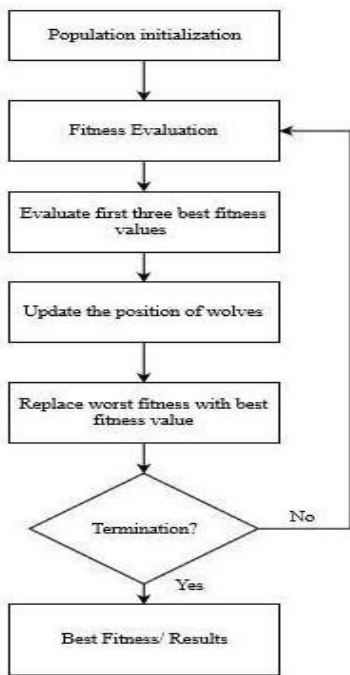 Population initialization
Fitness Evaluation
Evaluate first three best fitness
values
Update the position of wolves
Replace worst fitness with best
fitness value
Termination?
No
Yes
Best Fitness/ Results